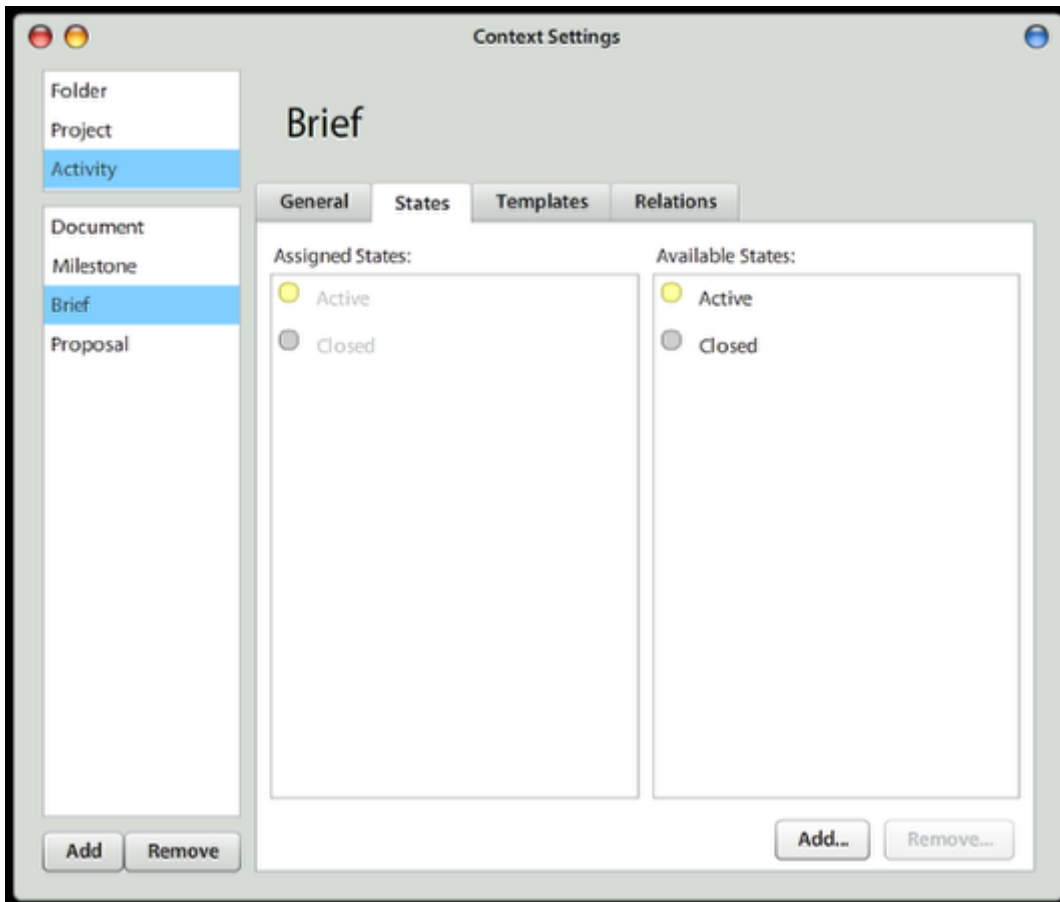 Context Settings
Folder
Project
Activity
Document
Milestone
Brief
Proposal
Add
Remove
Brief
General
States
Templates
Relations
Assigned States:
Active
Closed
Available States:
Active
Closed
Add...
Remove...